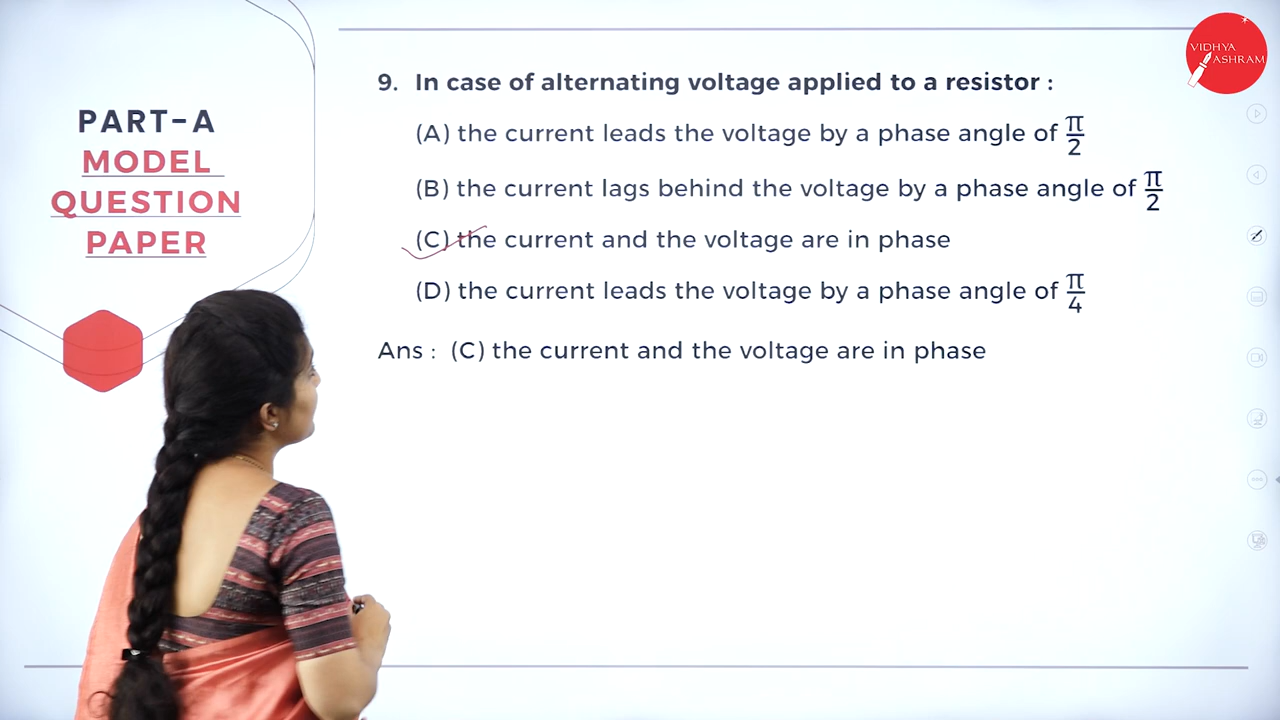 VIDHYA
ASHRAM
PART-A
MODEL
QUESTION
PAPER
9. In case of alternating voltage applied to a resistor :
(A) the current leads the voltage by a phase angle of π/2
(B) the current lags behind the voltage by a phase angle of π/2
(C) the current and the voltage are in phase
(D) the current leads the voltage by a phase angle of π/4
Ans : (C) the current and the voltage are in phase